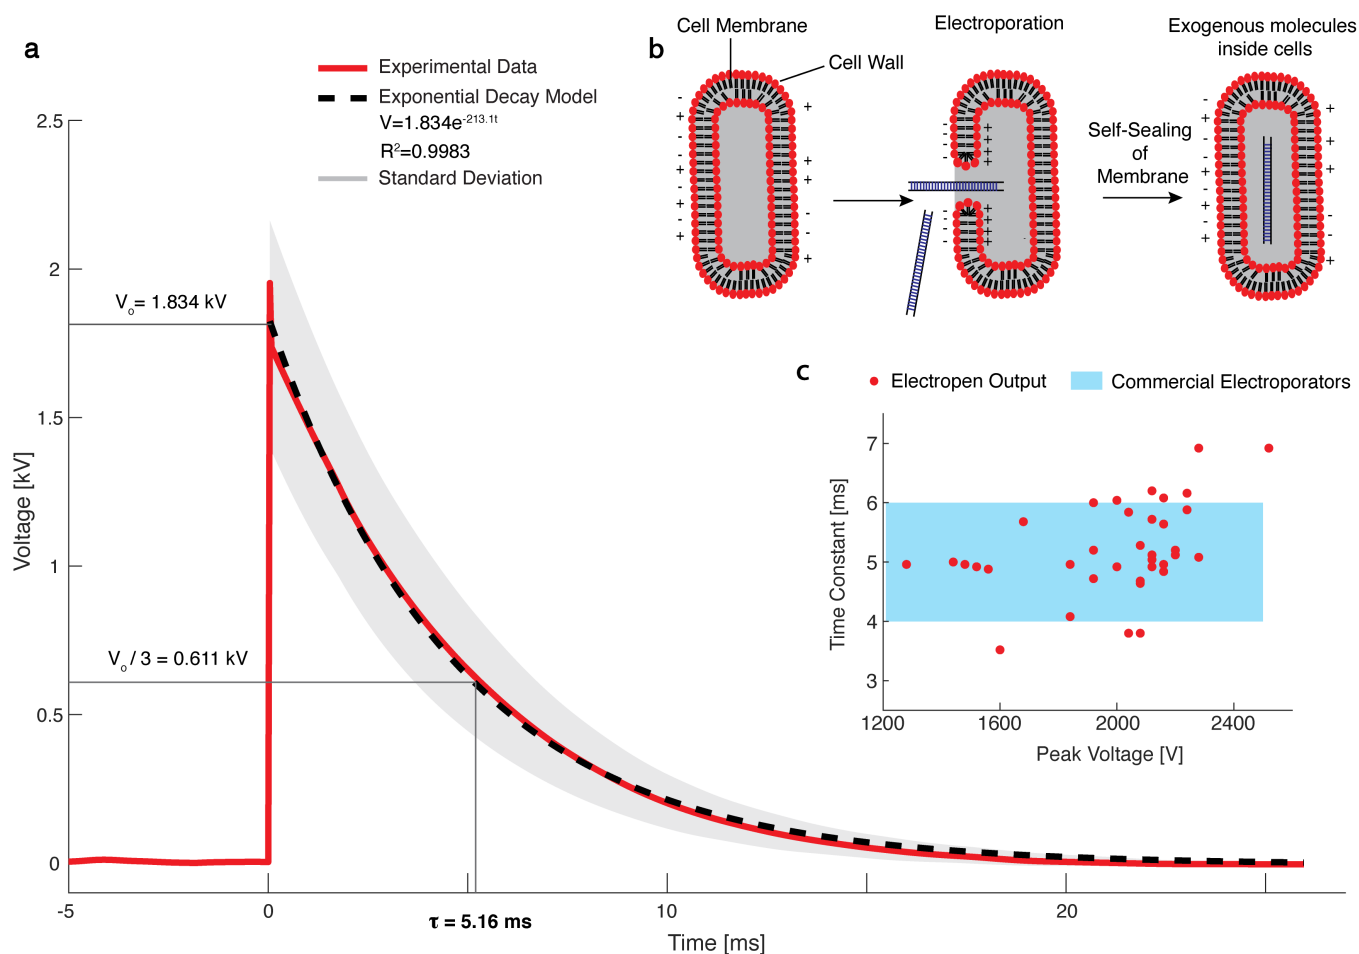 a
Experimental Data
Exponential Decay Model
V=1.834e^-213.1t
R²=0.9983
Standard Deviation
2.5
2
1.5
1
0.5
0
Voltage [kV]
Vₒ= 1.834 kV
Vₒ/ 3 = 0.611 kV
-5
0
10
20
τ = 5.16 ms
Time [ms]
b
Cell Membrane
Cell Wall
Electroporation
Self-Sealing
of
Membrane
Exogenous molecules
inside cells
c
Electropen Output
Commercial Electroporators
7
6
5
4
3
Time Constant [ms]
1200
1600
2000
2400
Peak Voltage [V]